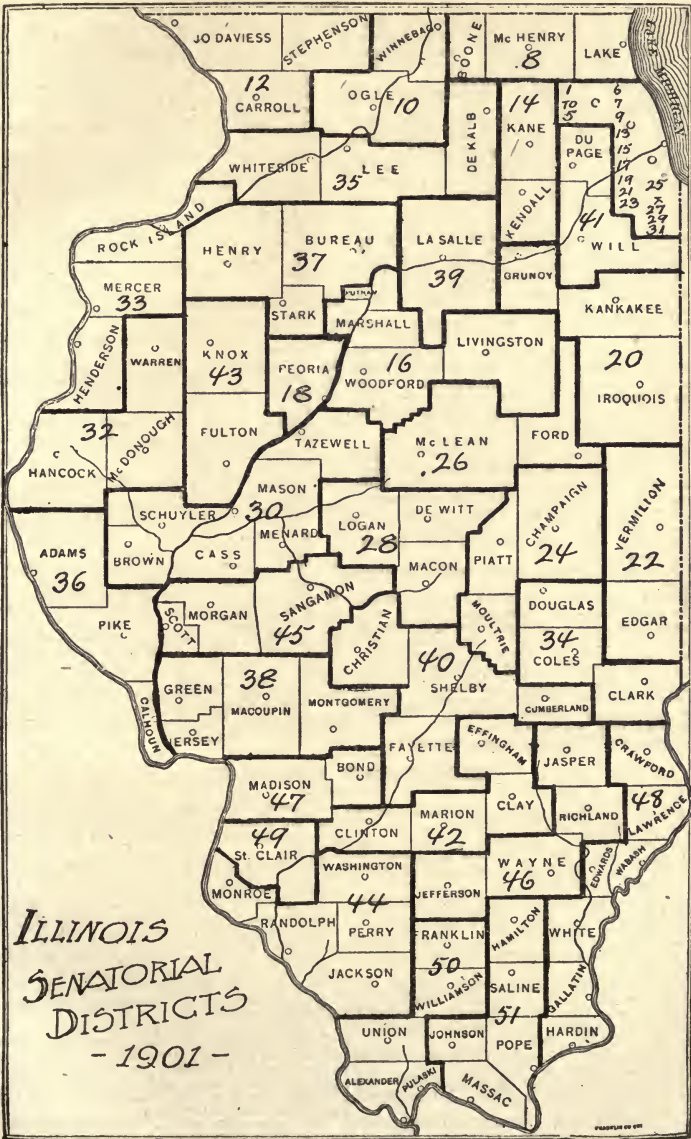 JO DAVIESS
STEPHENSON
WINNEBAGO
BOONE
McHENRY
8
LAKE
LAKE MICHIGAN
12
CARROLL
OGLE
10
DE KALB
14
KANE
1 TO 5
6
7
9
13
15
17
19
21
23
25
27
29
31
DU PAGE
WHITESIDE
LEE
35
KENDALL
41
WILL
ROCK ISLAND
HENRY
BUREAU
37
LA SALLE
39
GRUNDY
MERCER
33
STARK
PUTNAM
MARSHALL
KANKAKEE
HENDERSON
WARREN
KNOX
43
PEORIA
18
16
WOODFORD
LIVINGSTON
20
IROQUOIS
32
HANCOCK
McDONOUGH
FULTON
TAZEWELL
McLEAN
26
FORD
MASON
30
SCHUYLER
LOGAN
28
DE WITT
CHAMPAIGN
24
VERMILION
22
ADAMS
36
BROWN
CASS
MENARD
MACON
PIATT
PIKE
SCOTT
MORGAN
SANGAMON
45
CHRISTIAN
MOULTRIE
DOUGLAS
34
COLES
EDGAR
40
SHELBY
CALHOUN
GREEN
38
MACOUPIN
MONTGOMERY
CUMBERLAND
CLARK
JERSEY
BOND
FAYETTE
EFFINGHAM
JASPER
CRAWFORD
MADISON
47
CLAY
RICHLAND
48
LAWRENCE
49
ST. CLAIR
CLINTON
MARION
42
WAYNE
46
EDWARDS
WABASH
MONROE
WASHINGTON
44
JEFFERSON
RANDOLPH
PERRY
FRANKLIN
50
HAMILTON
WHITE
JACKSON
WILLIAMSON
SALINE
51
GALLATIN
UNION
JOHNSON
POPE
HARDIN
ALEXANDER
PULASKI
MASSAC
ILLINOIS
SENATORIAL
DISTRICTS
- 1901 -